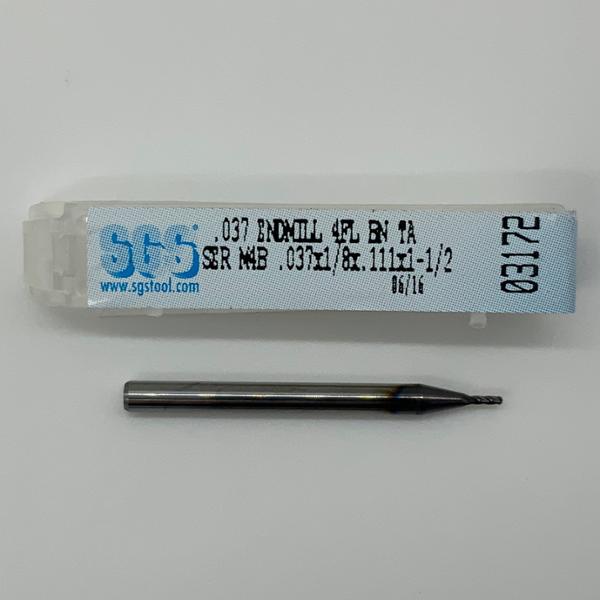 SGS®
www.sgstool.com
.037 ENDMILL 4FL BN TA
SER M4B .037x1/8x.111x1-1/2
06/16
03172